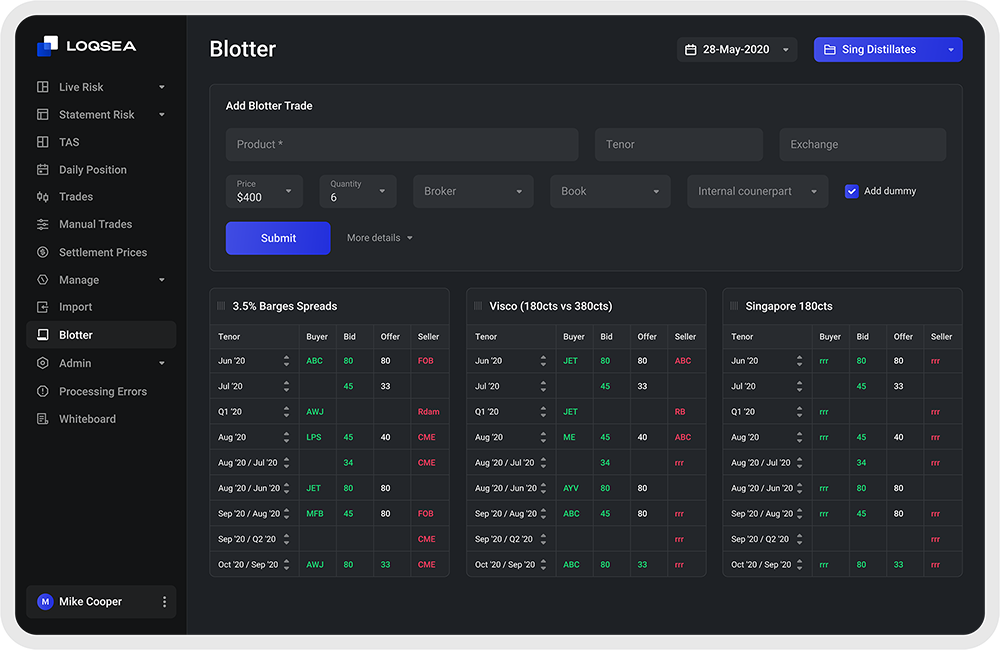 LOQSEA
Live Risk
Statement Risk
TAS
Daily Position
Trades
Manual Trades
Settlement Prices
Manage
Import
Blotter
Admin
Processing Errors
Whiteboard
M Mike Cooper
Blotter
28-May-2020
Sing Distillates
Add Blotter Trade
Product *
Tenor
Exchange
Price
$400
Quantity
6
Broker
Book
Internal counerpart
Add dummy
Submit
More details
3.5% Barges Spreads
Tenor Buyer Bid Offer Seller
Jun '20 ABC 80 80 FOB
Jul '20 45 33
Q1 '20 AWJ Rdam
Aug '20 LPS 45 40 CME
Aug '20 / Jul '20 34 CME
Aug '20 / Jun '20 JET 80 80
Sep '20 / Aug '20 MFB 45 80 FOB
Sep '20 / Q2 '20 CME
Oct '20 / Sep '20 AWJ 80 33 CME
Visco (180cts vs 380cts)
Tenor Buyer Bid Offer Seller
Jun '20 JET 80 80 ABC
Jul '20 45 33
Q1 '20 JET RB
Aug '20 ME 45 40 ABC
Aug '20 / Jul '20 34 rrr
Aug '20 / Jun '20 AYV 80 80
Sep '20 / Aug '20 ABC 45 80 rrr
Sep '20 / Q2 '20 rrr
Oct '20 / Sep '20 ABC 80 33 rrr
Singapore 180cts
Tenor Buyer Bid Offer Seller
Jun '20 rrr 80 80 rrr
Jul '20 45 33
Q1 '20 rrr rrr
Aug '20 rrr 45 40 rrr
Aug '20 / Jul '20 34 rrr
Aug '20 / Jun '20 rrr 80 80
Sep '20 / Aug '20 rrr 45 80 rrr
Sep '20 / Q2 '20 rrr
Oct '20 / Sep '20 rrr 80 33 rrr